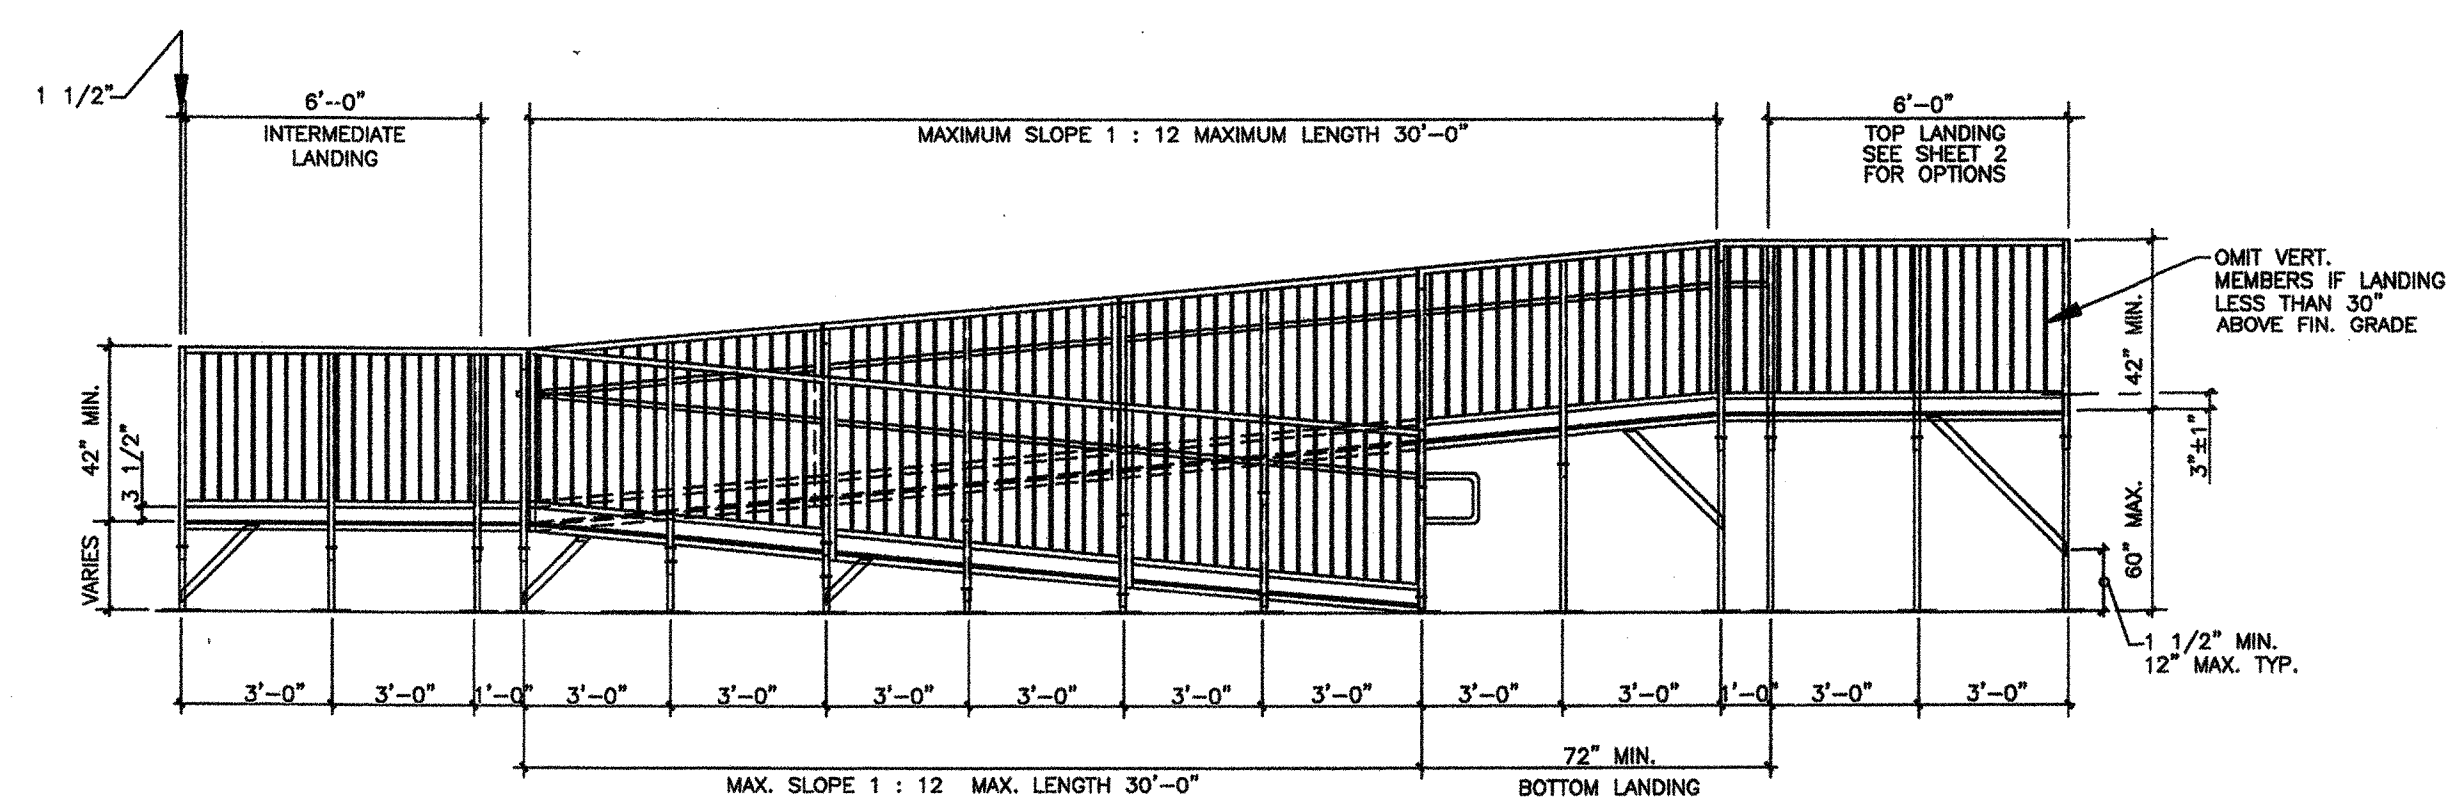 1 1/2"
6'--0"
INTERMEDIATE
LANDING
MAXIMUM SLOPE 1 : 12 MAXIMUM LENGTH 30'-0"
6'-0"
TOP LANDING
SEE SHEET 2
FOR OPTIONS
OMIT VERT.
MEMBERS IF LANDING
LESS THAN 30"
ABOVE FIN. GRADE
42" MIN.
3 1/2"
VARIES
42" MIN.
3"±1"
60" MAX.
1 1/2" MIN.
12" MAX. TYP.
3'-0" 3'-0" 1'-0" 3'-0" 3'-0" 3'-0" 3'-0" 3'-0" 3'-0" 3'-0" 3'-0" 1'-0" 3'-0" 3'-0"
72" MIN.
MAX. SLOPE 1 : 12 MAX. LENGTH 30'-0"
BOTTOM LANDING